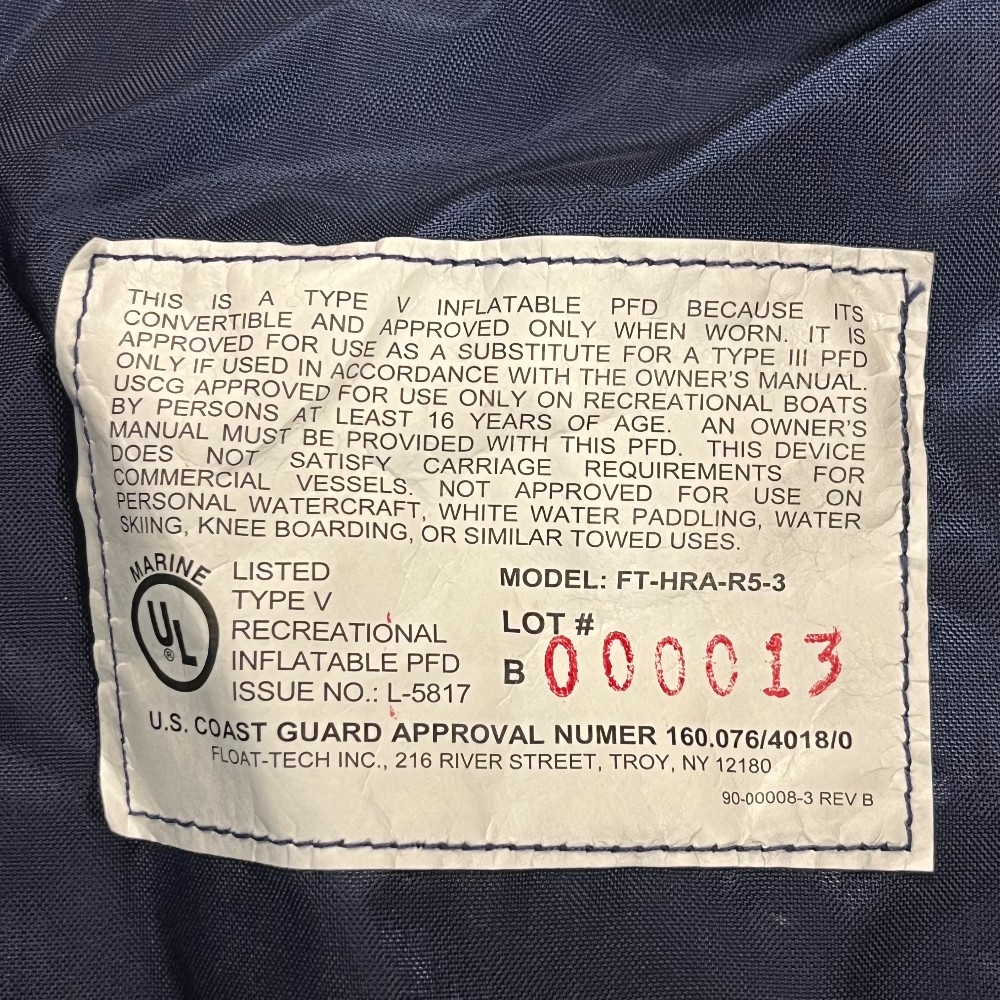 THIS IS A TYPE V INFLATABLE PFD BECAUSE ITS
CONVERTIBLE AND APPROVED ONLY WHEN WORN. IT IS
APPROVED FOR USE AS A SUBSTITUTE FOR A TYPE III PFD
ONLY IF USED IN ACCORDANCE WITH THE OWNER'S MANUAL.
USCG APPROVED FOR USE ONLY ON RECREATIONAL BOATS
BY PERSONS AT LEAST 16 YEARS OF AGE. AN OWNER'S
MANUAL MUST BE PROVIDED WITH THIS PFD. THIS DEVICE
DOES NOT SATISFY CARRIAGE REQUIREMENTS FOR
COMMERCIAL VESSELS. NOT APPROVED FOR USE ON
PERSONAL WATERCRAFT, WHITE WATER PADDLING, WATER
SKIING, KNEE BOARDING, OR SIMILAR TOWED USES.
MARINE
UL®
LISTED
TYPE V
RECREATIONAL
INFLATABLE PFD
ISSUE NO.: L-5817
MODEL: FT-HRA-R5-3
LOT #
B 000013
U.S. COAST GUARD APPROVAL NUMER 160.076/4018/0
FLOAT-TECH INC., 216 RIVER STREET, TROY, NY 12180
90-00008-3 REV B